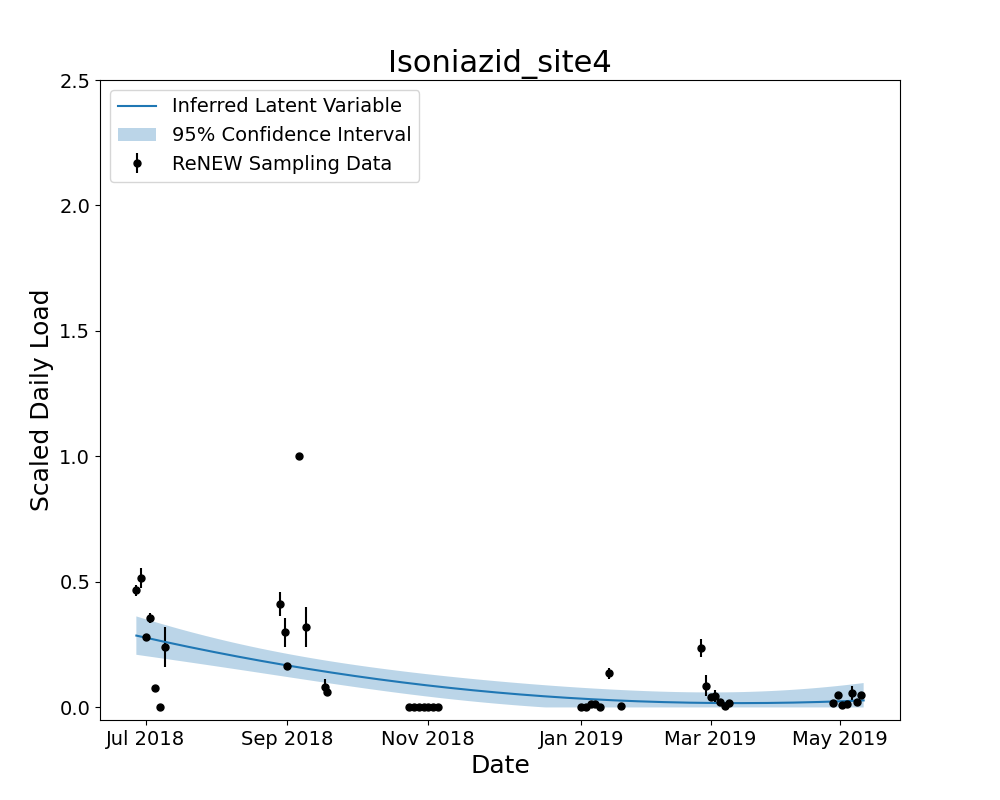 Isoniazid_site4
Inferred Latent Variable
95% Confidence Interval
ReNEW Sampling Data
2.5
2.0
1.5
1.0
0.5
0.0
Scaled Daily Load
Jul 2018 Sep 2018 Nov 2018 Jan 2019 Mar 2019 May 2019
Date